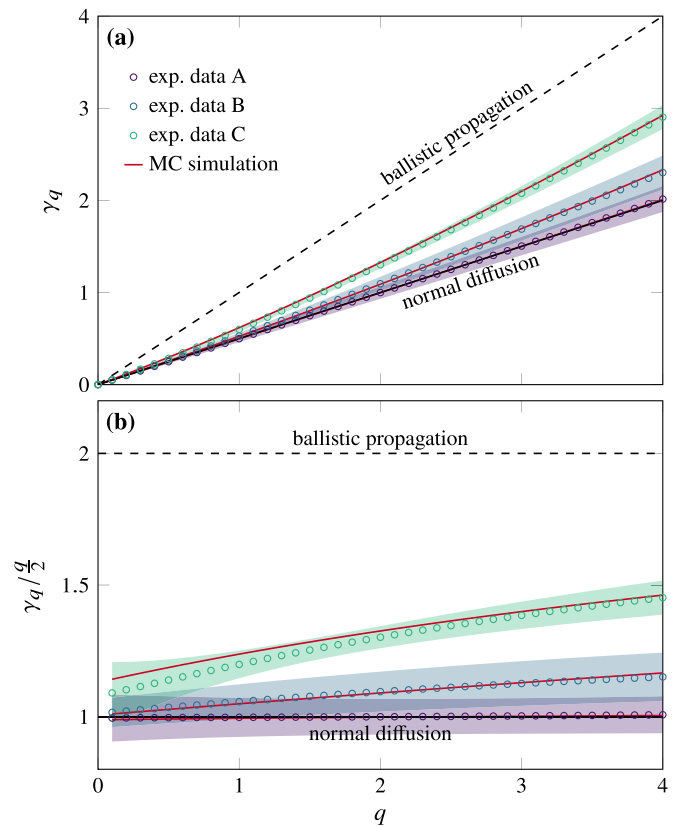 4
(a)
exp. data A
exp. data B
3
exp. data C
MC simulation
ballistic propagation
γq
2
1
normal diffusion
0
(b)
2
ballistic propagation
γq/q/2
1.5
1
normal diffusion
0
1
2
3
4
q